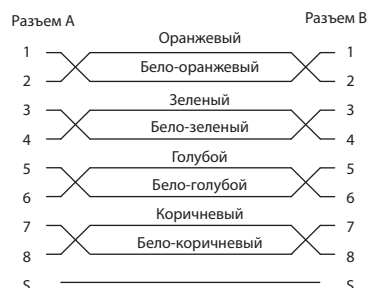 Разъем A Разъем B
Оранжевый
1 1
Бело-оранжевый
2 2
Зеленый
3 3
Бело-зеленый
4 4
Голубой
5 5
Бело-голубой
6 6
Коричневый
7 7
Бело-коричневый
8 8
S S